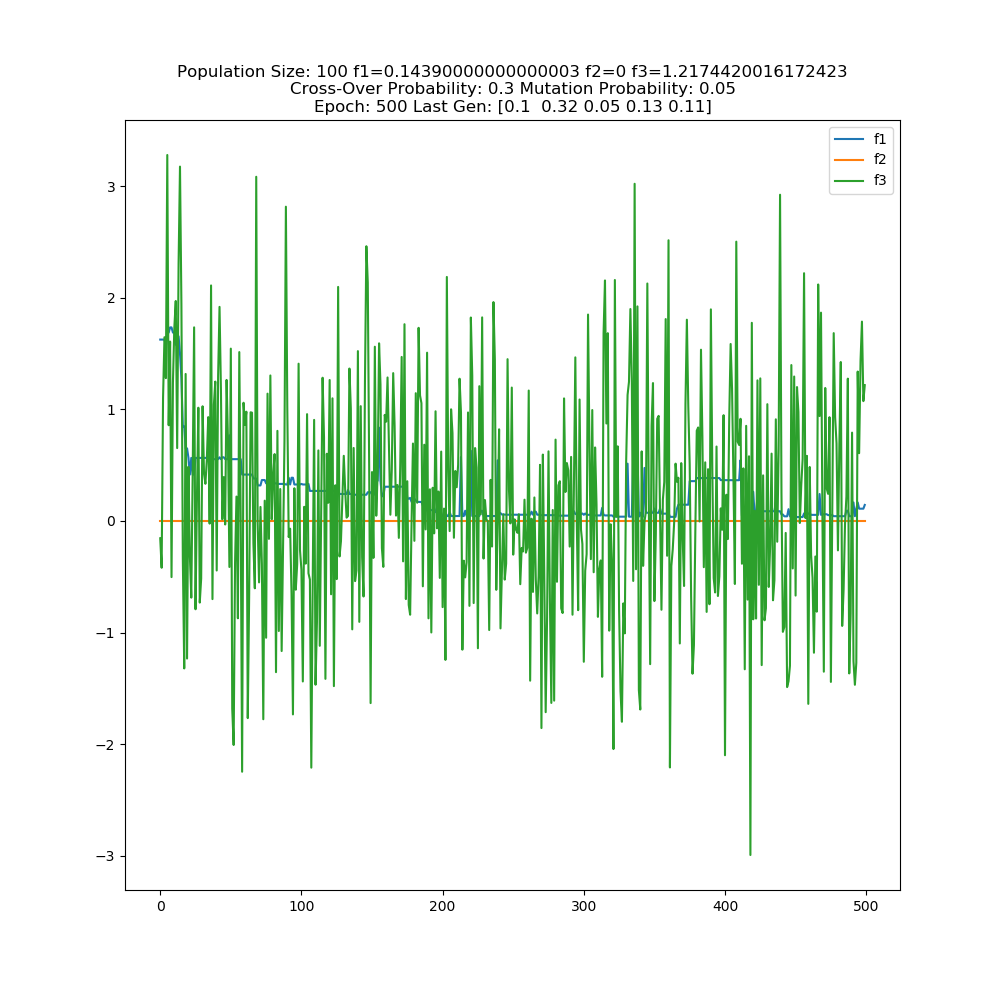 Population Size: 100 f1=0.14390000000000003 f2=0 f3=1.2174420016172423
Cross-Over Probability: 0.3 Mutation Probability: 0.05
Epoch: 500 Last Gen: [0.1  0.32 0.05 0.13 0.11]
f1
f2
f3
3
2
1
0
−1
−2
−3
0 100 200 300 400 500